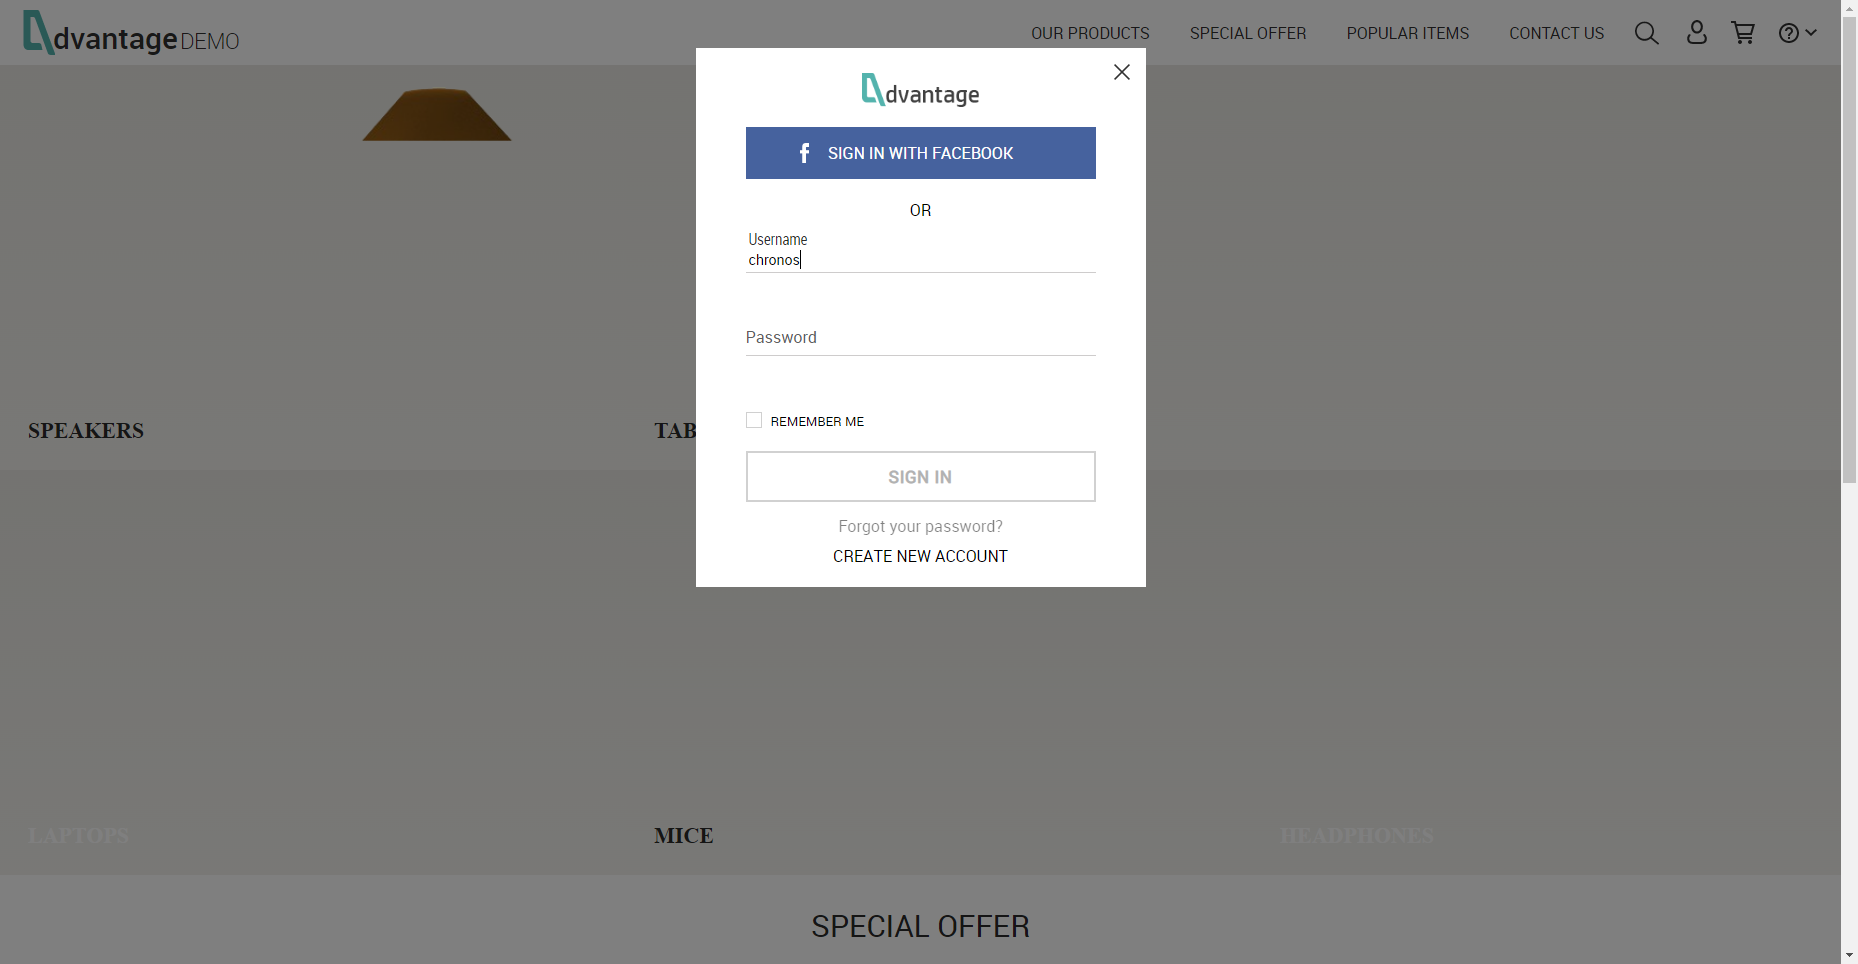 dvantage DEMO
OUR PRODUCTS SPECIAL OFFER POPULAR ITEMS CONTACT US
dvantage
SIGN IN WITH FACEBOOK
OR
Username
chronos
Password
REMEMBER ME
SIGN IN
Forgot your password?
CREATE NEW ACCOUNT
SPEAKERS
TAB
LAPTOPS
MICE
HEADPHONES
SPECIAL OFFER